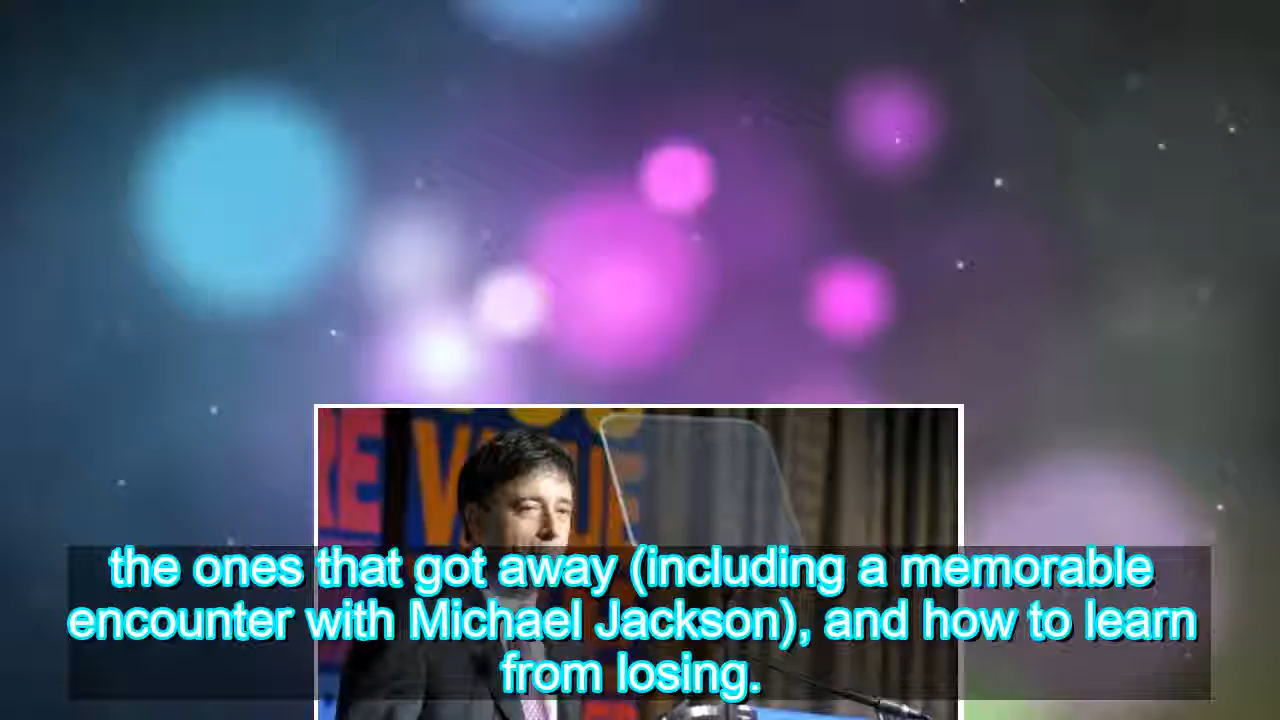 the ones that got away (including a memorable
encounter with Michael Jackson), and how to learn
from losing.